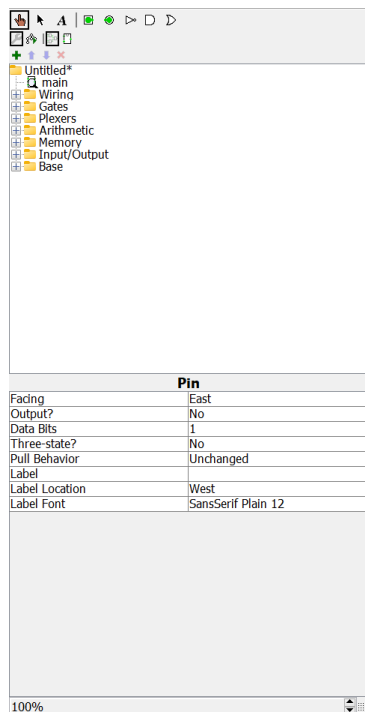 A
Untitled*
main
Wiring
Gates
Plexers
Arithmetic
Memory
Input/Output
Base
Pin
Facing East
Output? No
Data Bits 1
Three-state? No
Pull Behavior Unchanged
Label
Label Location West
Label Font SansSerif Plain 12
100%